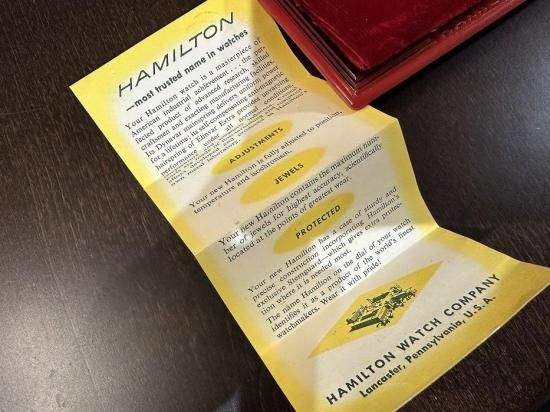 HAMILTON
—most trusted name in watches
Your Hamilton watch is a masterpiece of
American industrial achievement . . . the per-
fected product of advanced research, skilled
craftsmen and exacting manufacturing facilities.
Its Dynavar mainspring delivers uniform power
for a lifetime; its self-compensating anti-magnetic
hairspring of Elinvar Extra provides unvarying
performance under all normal conditions.
ADJUSTMENTS
Your new Hamilton is fully adjusted to position,
temperature and isochronism.
JEWELS
Your new Hamilton contains the maximum num-
ber of jewels for highest accuracy, scientifically
located at the points of greatest wear.
PROTECTED
Your new Hamilton has a case of sturdy and
precise construction incorporating Hamilton's
exclusive Stemguard—which gives extra protec-
tion where it is needed most.
The name Hamilton on the dial of your watch
identifies it as a product of the world's finest
watchmakers. Wear it with pride!
HAMILTON WATCH COMPANY
Lancaster, Pennsylvania, U.S.A.